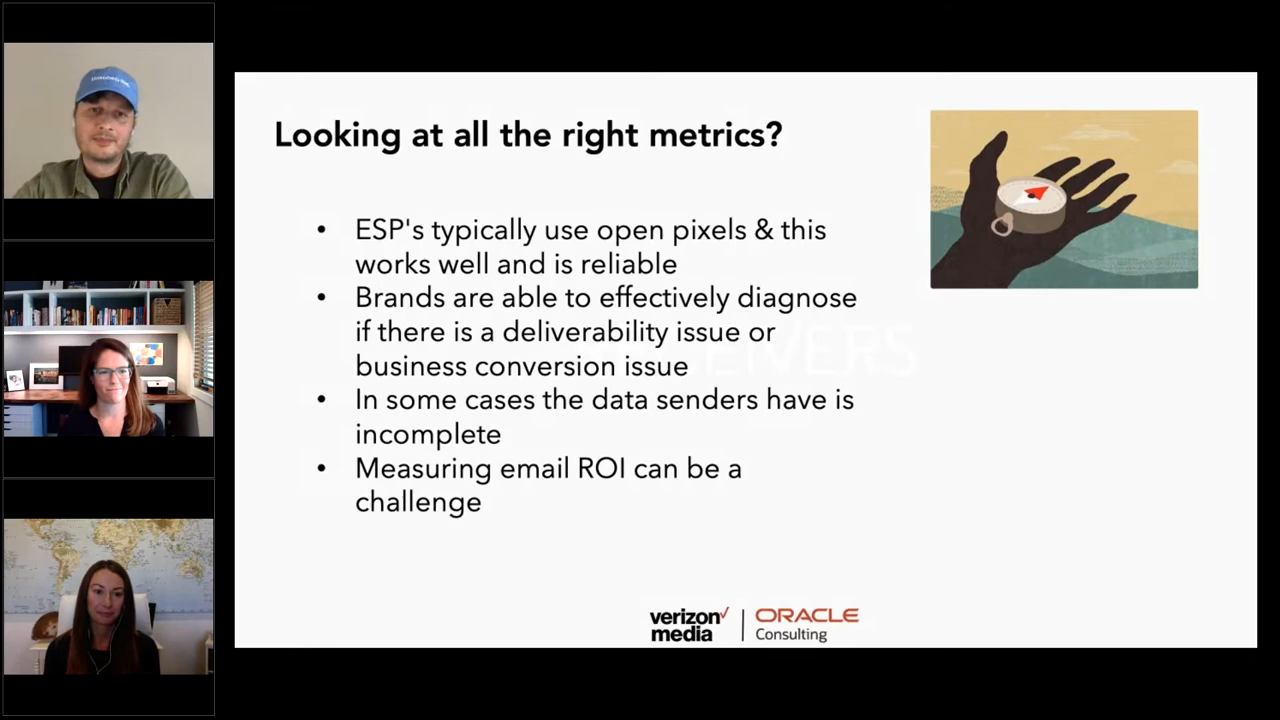 Looking at all the right metrics?
• ESP's typically use open pixels & this
works well and is reliable
• Brands are able to effectively diagnose
if there is a deliverability issue or
business conversion issue
• In some cases the data senders have is
incomplete
• Measuring email ROI can be a
challenge
verizon✓
media
ORACLE
Consulting